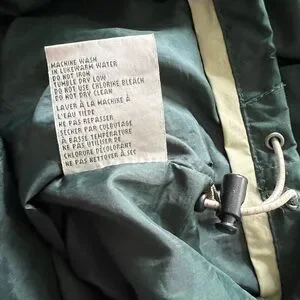 MACHINE WASH
IN LUKEWARM WATER
DO NOT IRON
TUMBLE DRY LOW
DO NOT USE CHLORINE BLEACH
DO NOT DRY CLEAN
LAVER À LA MACHINE À
L'EAU TIÈDE
NE PAS REPASSER
SÉCHER PAR CULBUTAGE
À BASSE TEMPÉRATURE
NE PAS UTILISER DE
CHLORURE DÉCOLORANT
NE PAS NETTOYER À SEC